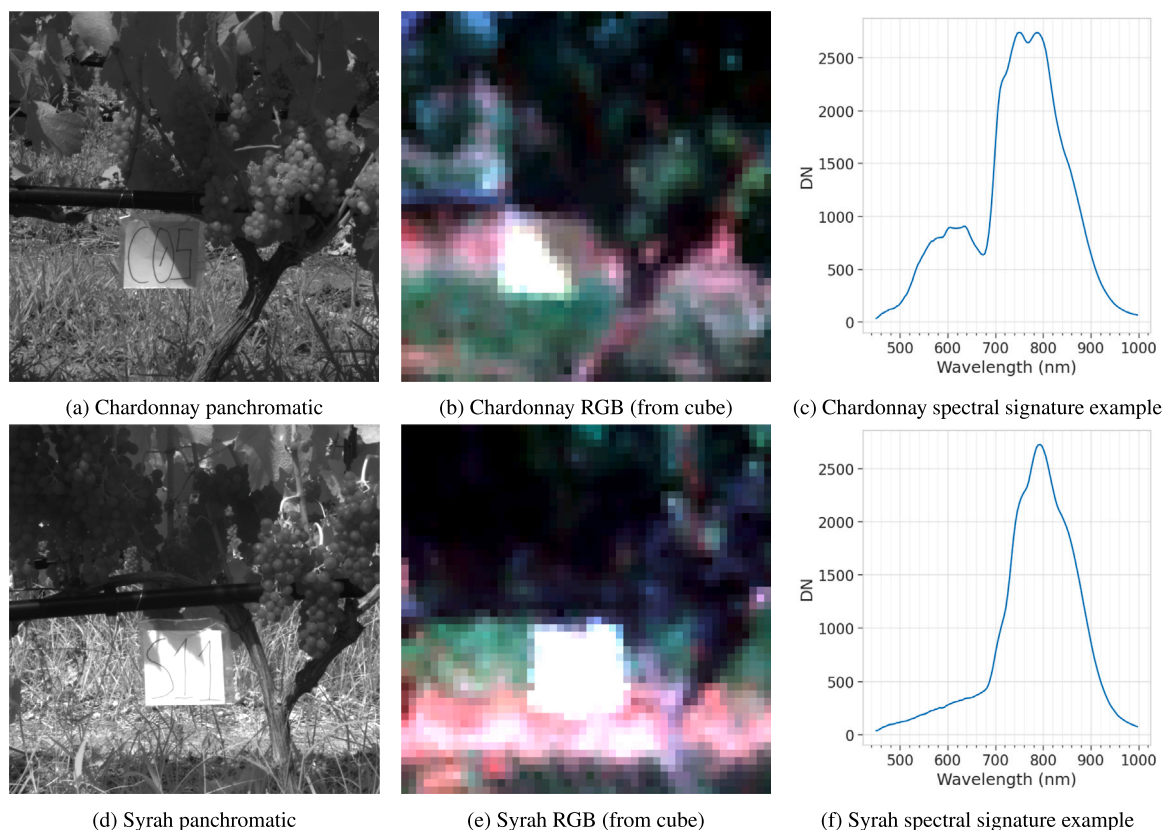 C05
DN
2500
2000
1500
1000
500
0
500 600 700 800 900 1000
Wavelength (nm)
(a) Chardonnay panchromatic
(b) Chardonnay RGB (from cube)
(c) Chardonnay spectral signature example
S11
DN
2500
2000
1500
1000
500
0
500 600 700 800 900 1000
Wavelength (nm)
(d) Syrah panchromatic
(e) Syrah RGB (from cube)
(f) Syrah spectral signature example